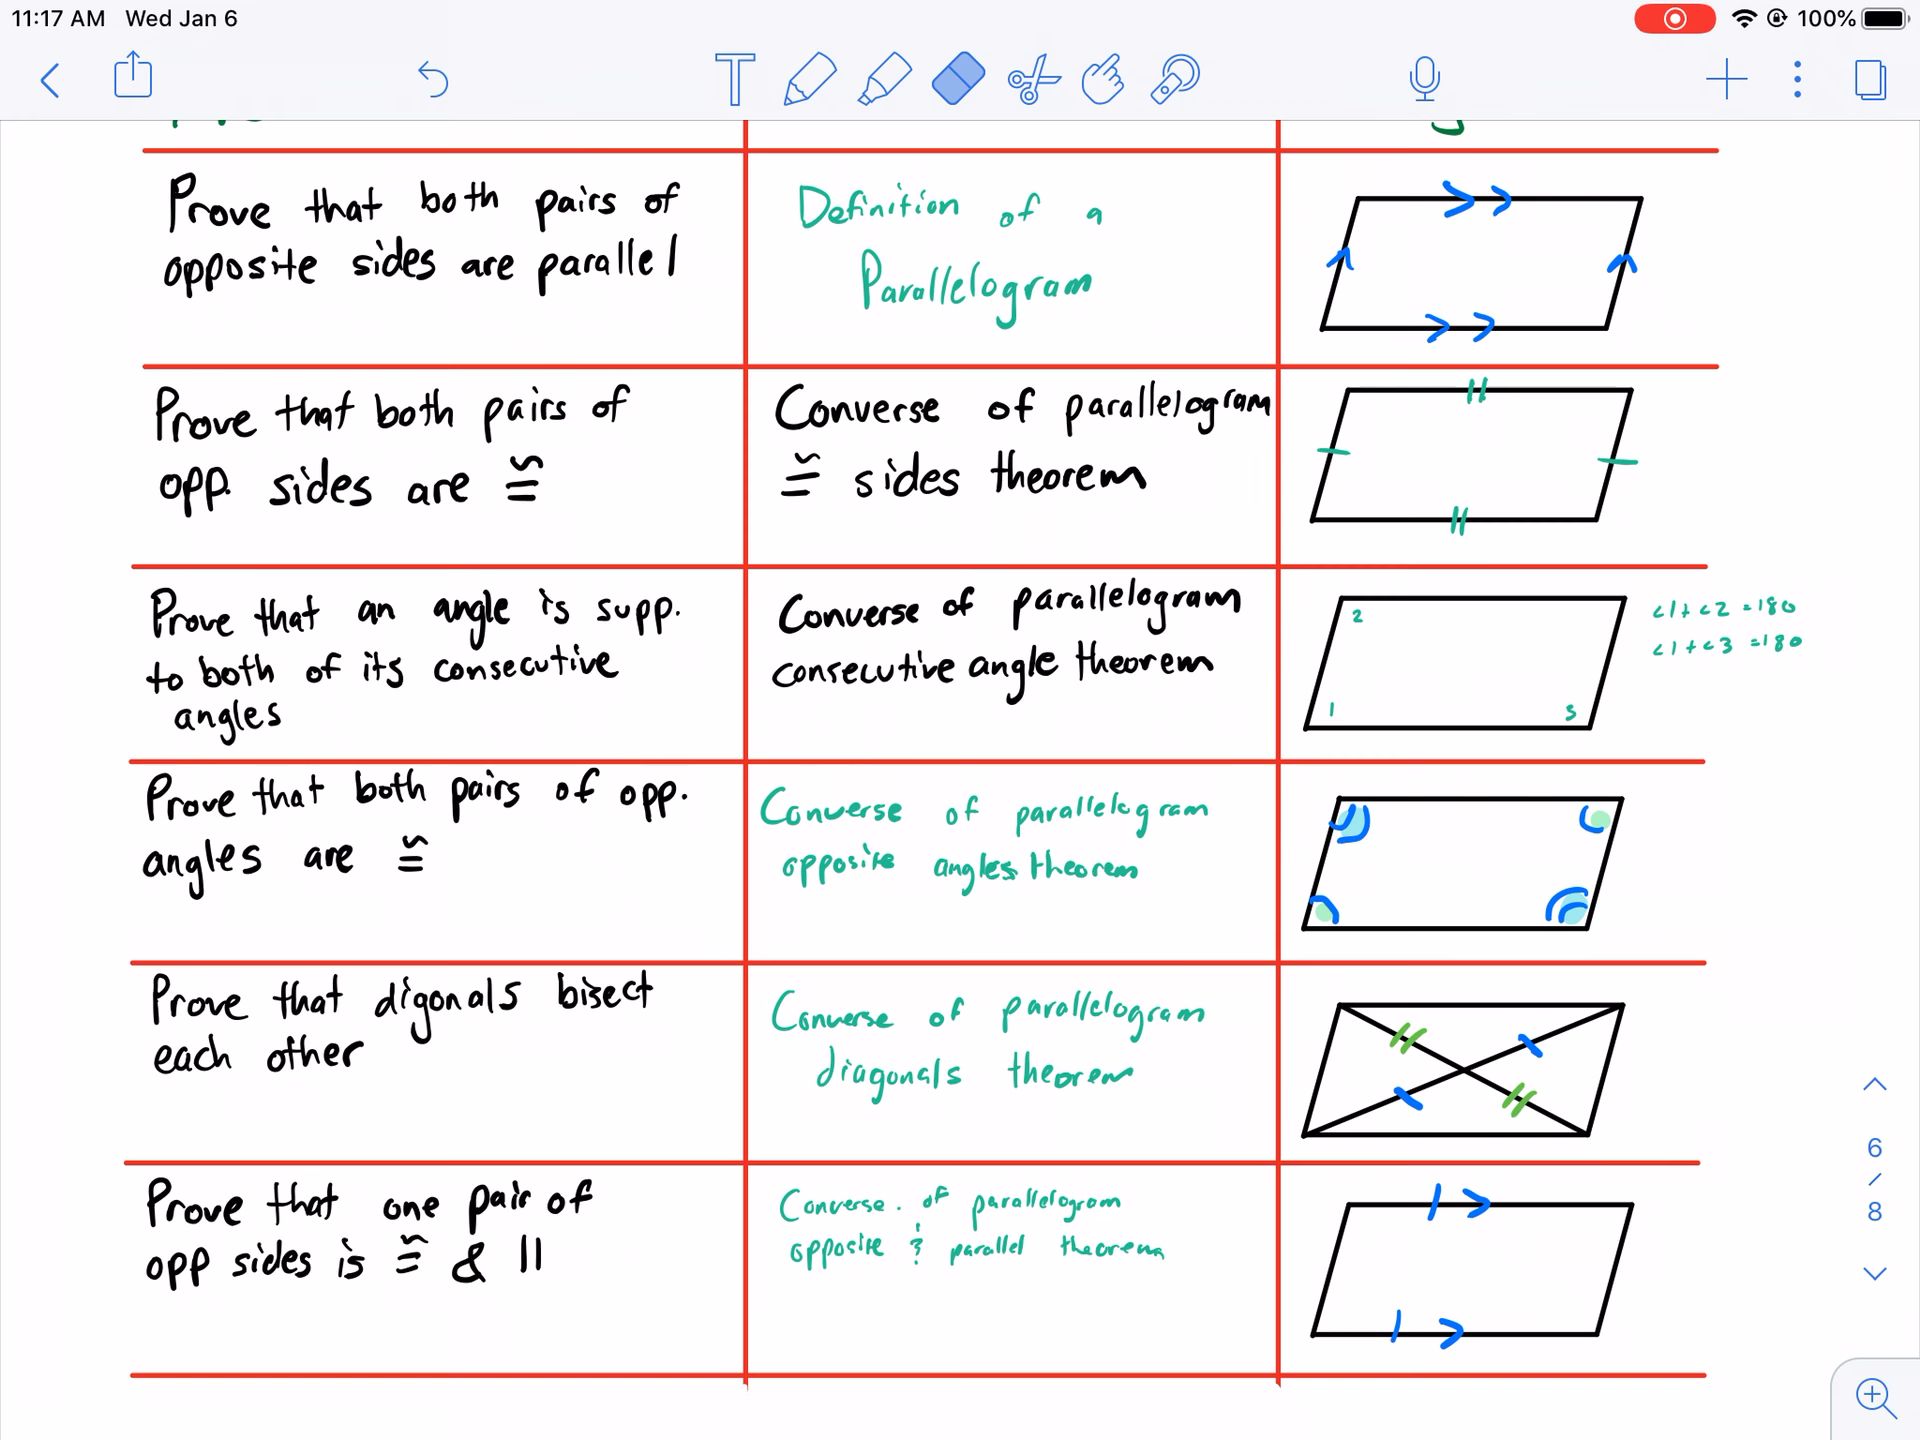 11:17 AM Wed Jan 6
100%
T
Prove that both pairs of
opposite sides are parallel
Definition of a
Parallelogram
Prove that both pairs of
opp. sides are ≅
Converse of parallelogram
≅ sides theorem
Prove that an angle is supp.
to both of its consecutive
angles
Converse of parallelogram
consecutive angle theorem
2
1
3
<1+<2 =180
<1+<3 =180
Prove that both pairs of opp.
angles are ≅
Converse of parallelogram
opposite angles theorem
Prove that digonals bisect
each other
Converse of parallelogram
diagonals theorem
Prove that one pair of
opp sides is ≅ & ||
Converse. of parallelogram
opposite & parallel theorem
6
/
8